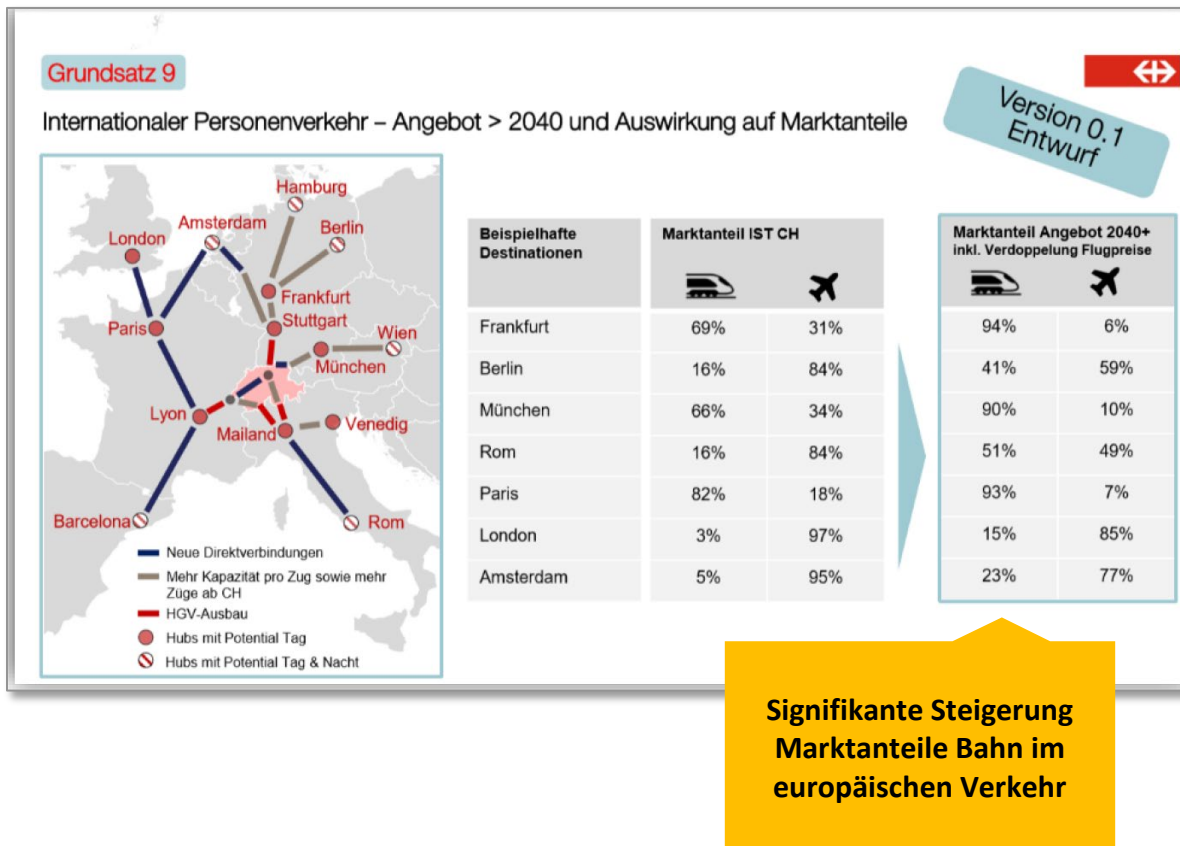 Grundsatz 9
Version 0.1
Entwurf
Internationaler Personenverkehr – Angebot > 2040 und Auswirkung auf Marktanteile
Hamburg
Amsterdam
Berlin
London
Frankfurt
Paris
Stuttgart
Wien
München
Lyon
Mailand
Venedig
Barcelona
Rom
Neue Direktverbindungen
Mehr Kapazität pro Zug sowie mehr
Züge ab CH
HGV-Ausbau
Hubs mit Potential Tag
Hubs mit Potential Tag & Nacht
Beispielhafte
Destinationen
Marktanteil IST CH
Marktanteil Angebot 2040+
inkl. Verdoppelung Flugpreise
Frankfurt 69% 31% 94% 6%
Berlin 16% 84% 41% 59%
München 66% 34% 90% 10%
Rom 16% 84% 51% 49%
Paris 82% 18% 93% 7%
London 3% 97% 15% 85%
Amsterdam 5% 95% 23% 77%
Signifikante Steigerung
Marktanteile Bahn im
europäischen Verkehr